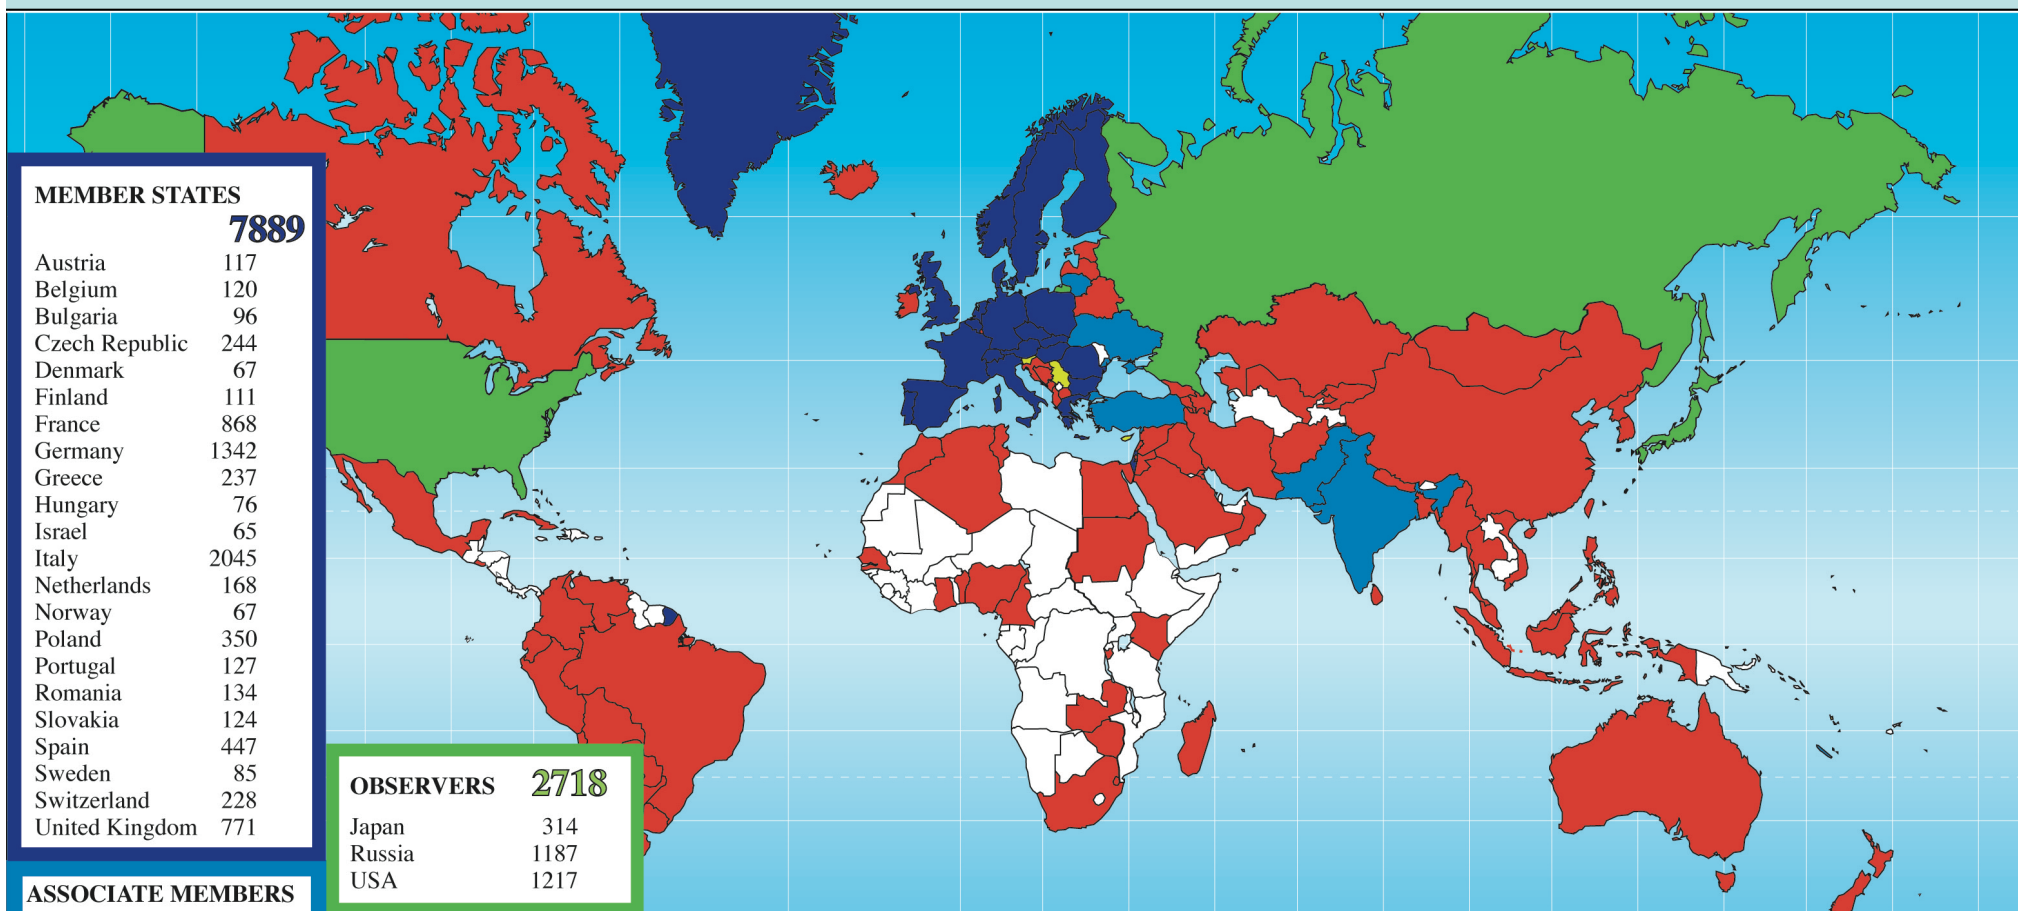 MEMBER STATES
7889
Austria 117
Belgium 120
Bulgaria 96
Czech Republic 244
Denmark 67
Finland 111
France 868
Germany 1342
Greece 237
Hungary 76
Israel 65
Italy 2045
Netherlands 168
Norway 67
Poland 350
Portugal 127
Romania 134
Slovakia 124
Spain 447
Sweden 85
Switzerland 228
United Kingdom 771
ASSOCIATE MEMBERS
OBSERVERS 2718
Japan 314
Russia 1187
USA 1217